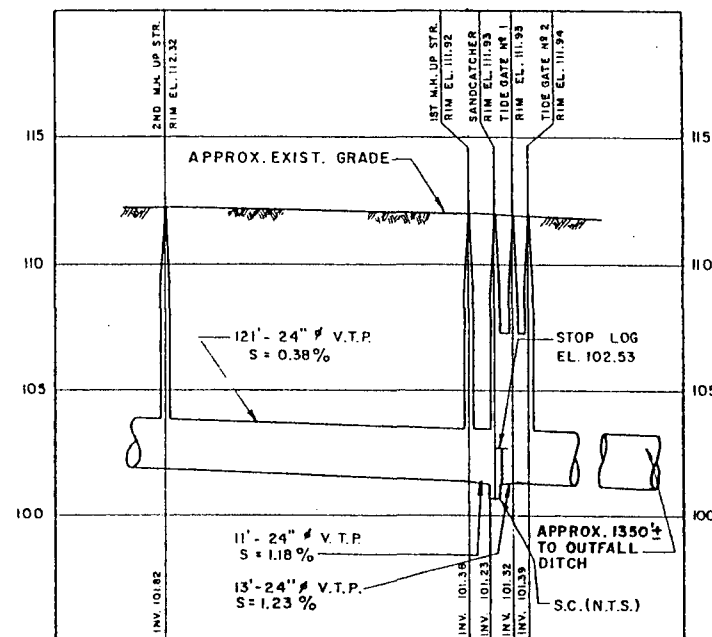 2ND M.H. UP STR.
RIM EL. 112.32
1ST M.H. UP STR.
RIM EL. 111.92
SANDCATCHER
RIM EL. 111.93
TIDE GATE Nº 1
RIM EL. 111.93
TIDE GATE Nº 2
RIM EL. 111.94
115
115
APPROX. EXIST. GRADE
110
110
121'- 24" ø V.T.P.
S = 0.38%
STOP LOG
EL. 102.53
105
105
100
100
11'- 24" ø V.T.P.
S = 1.18%
13'-24" ø V.T.P.
S = 1.23 %
APPROX. 1350'±
TO OUTFALL
DITCH
S.C. (N.T.S.)
INV. 101.82
INV. 101.36
INV. 101.23
INV. 101.32
INV. 101.39